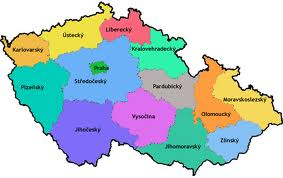 Ústecký
Liberecký
Karlovarský
Královehradecký
Praha
Plzeňský
Středočeský
Pardubický
Moravskoslezský
Olomoucký
Vysočina
Jihočeský
Zlínský
Jihomoravský